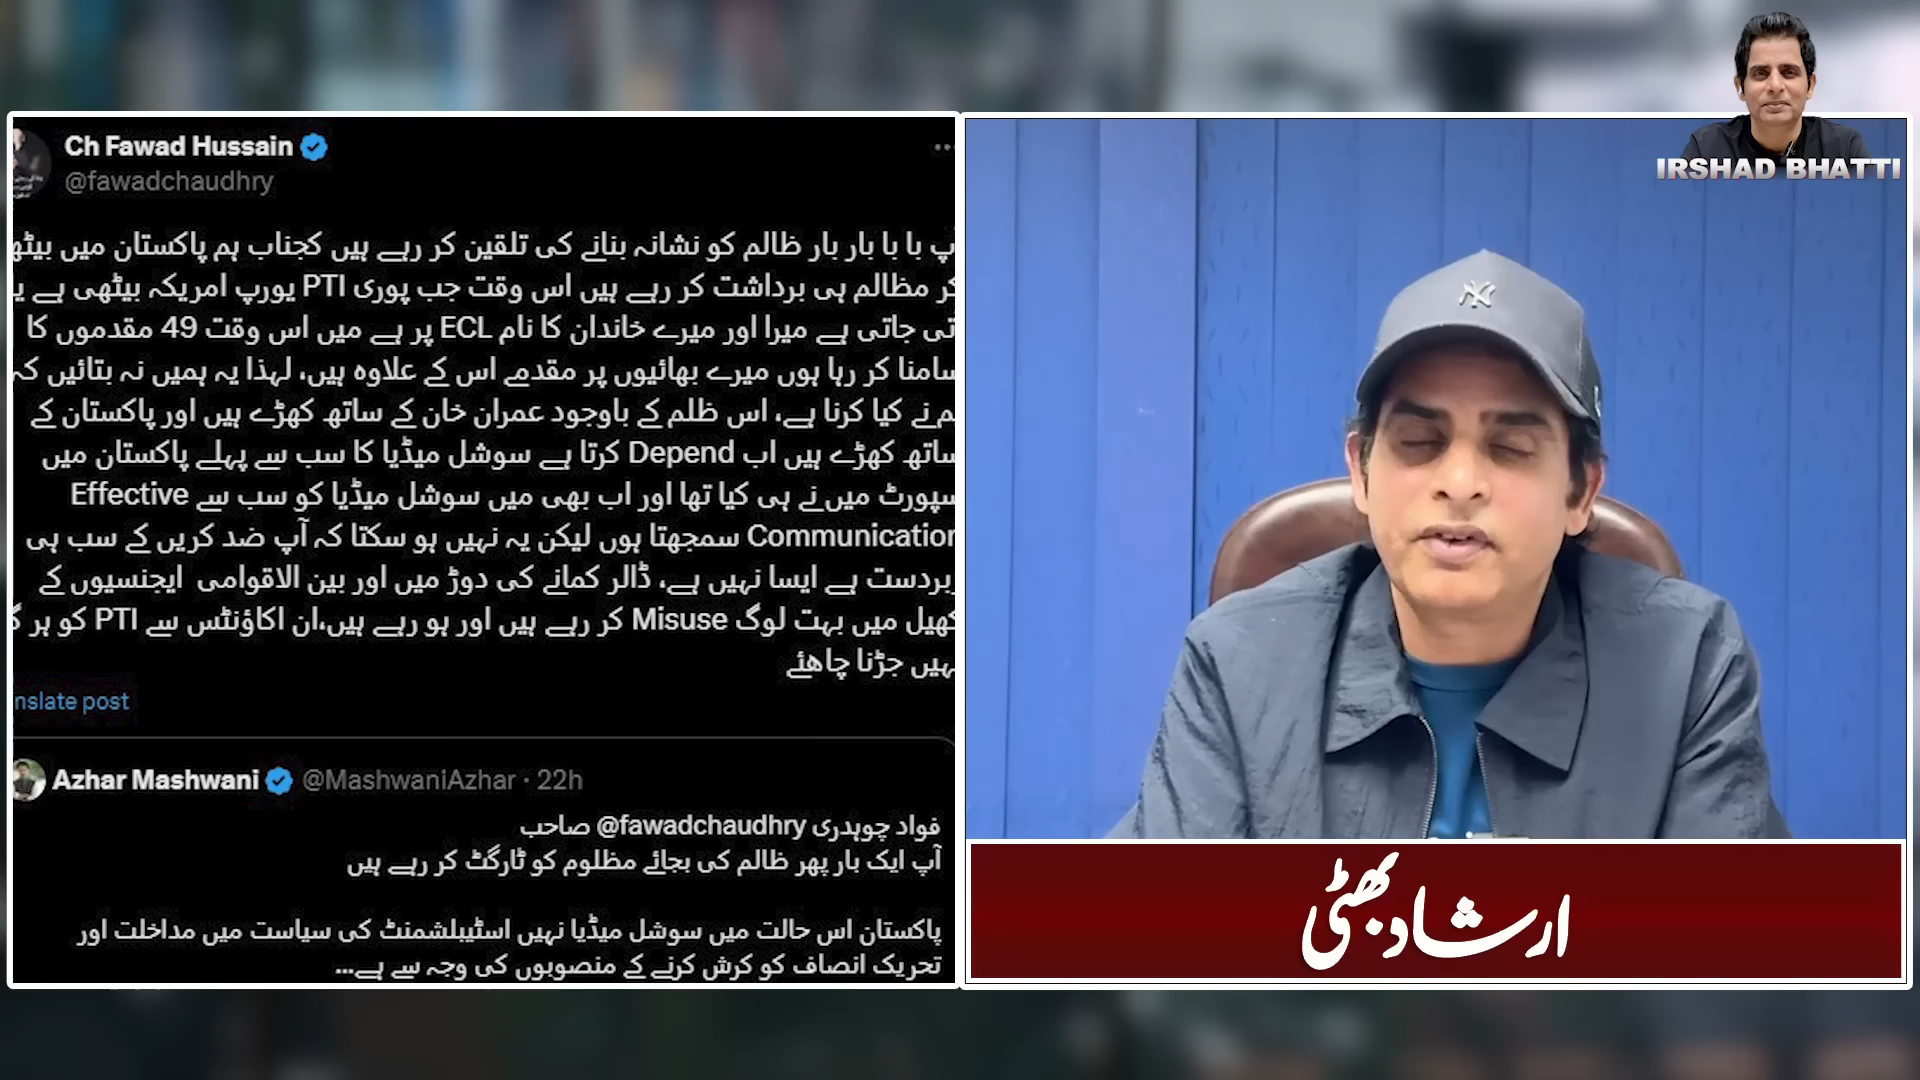 Ch Fawad Hussain
@fawadchaudhry
با با بار بار ظالم کو نشانہ بنانے کی تلقین کر رہے ہیں کجناب ہم پاکستان میں
مظالم ہی برداشت کر رہے ہیں اس وقت جب پوری PTI یورپ امریکہ بیٹھی ہے
جاتی ہے میرا اور میرے خاندان کا نام ECL پر ہے میں اس وقت 49 مقدموں کا
سامنا کر رہا ہوں میرے بھائیوں پر مقدمے اس کے علاوہ ہیں، لہذا یہ ہمیں نہ بتائیں کہ
نے کیا کرنا ہے، اس ظلم کے باوجود عمران خان کے ساتھ کھڑے ہیں اور پاکستان کے
ساتھ کھڑے ہیں اب Depend کرتا ہے سوشل میڈیا کا سب سے پہلے پاکستان میں
سپورٹ میں نے ہی کیا تھا اور اب بھی میں سوشل میڈیا کو سب سے Effective
Communication سمجھتا ہوں لیکن یہ نہیں ہو سکتا کہ آپ ضد کریں کے سب ہی
ہے ایسا نہیں ہے، ڈالر کمانے کی دوڑ میں اور بین الاقوامی ایجنسیوں کے
کھیل میں بہت لوگ Misuse کر رہے ہیں اور ہو رہے ہیں،ان اکاؤنٹس سے PTI کو ہر
جڑنا چاھئے
nslate post
Azhar Mashwani @MashwaniAzhar · 22h
فواد چوہدری @fawadchaudhry صاحب
آپ ایک بار پھر ظالم کی بجائے مظلوم کو ٹارگٹ کر رہے ہیں
پاکستان اس حالت میں سوشل میڈیا نہیں اسٹیبلشمنٹ کی سیاست میں مداخلت اور
تحریک انصاف کو کرش کرنے کے منصوبوں کی وجہ سے ہے...
IRSHAD BHATTI
NY
ارشاد بھٹی